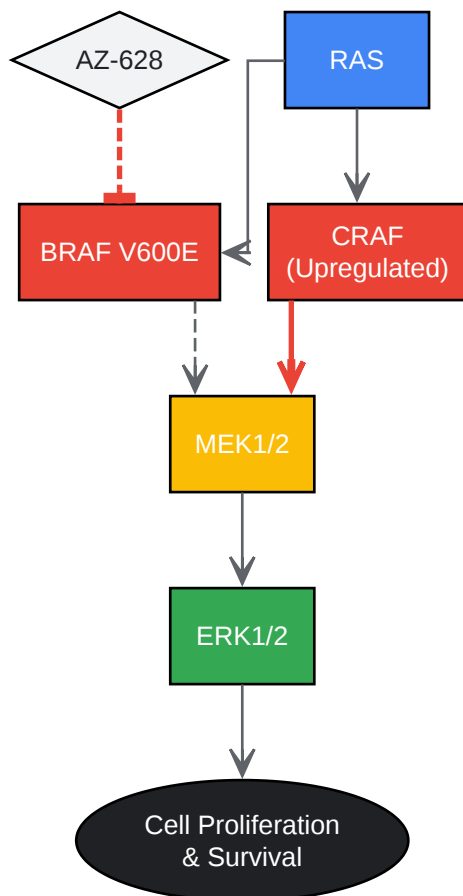 AZ-628
RAS
BRAF V600E
CRAF
(Upregulated)
MEK1/2
ERK1/2
Cell Proliferation
& Survival